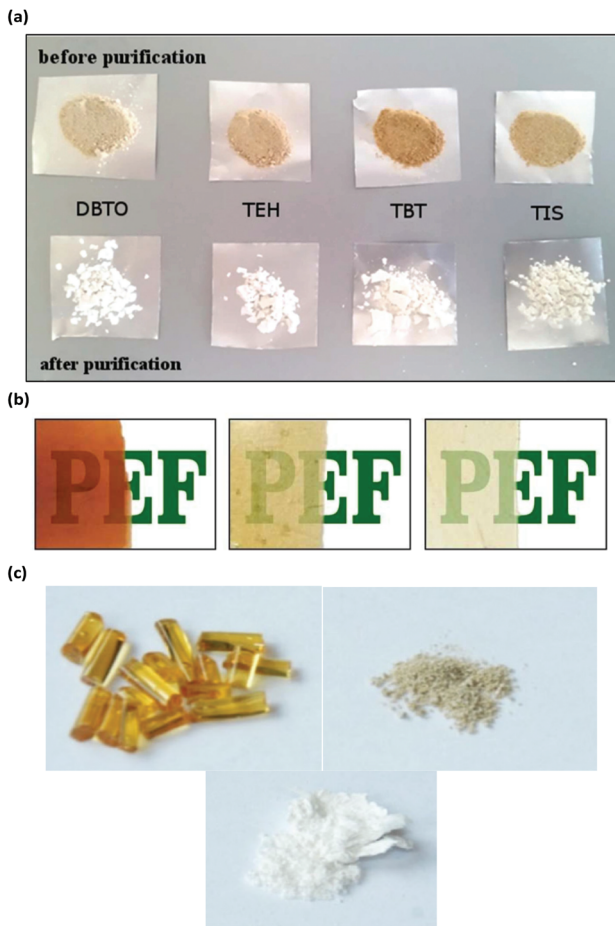 (a)
before purification
DBTO TEH TBT TIS
after purification
(b)
PEF PEF PEF
(c)